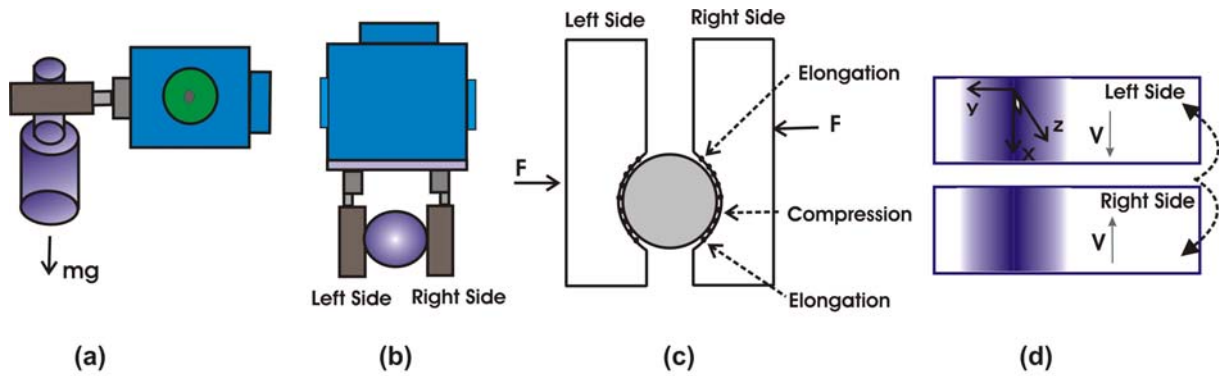 mg
(a)
Left Side Right Side
(b)
Left Side Right Side
Elongation
F
F
Compression
Elongation
(c)
Left Side
y
z
x
V
Right Side
V
(d)